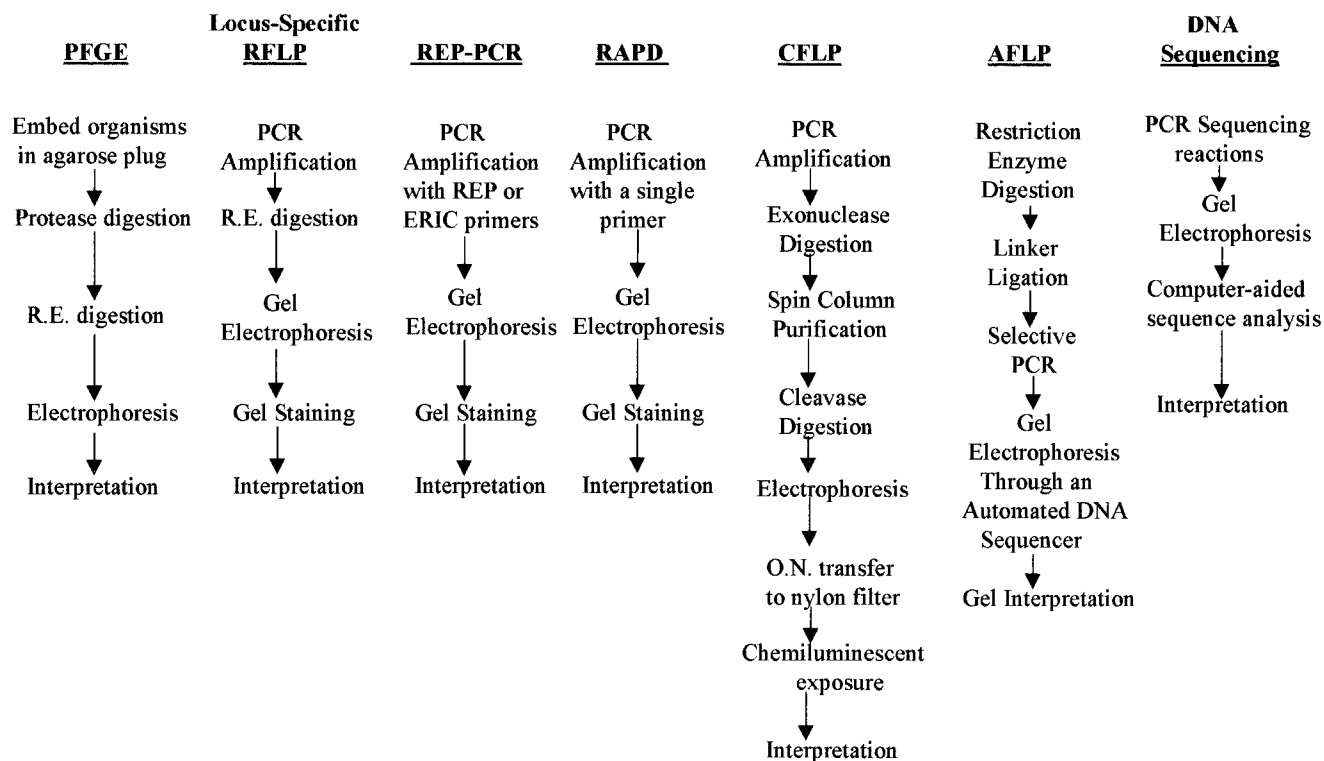 PFGE
Embed organisms
in agarose plug
Protease digestion
R.E. digestion
Electrophoresis
Interpretation
Locus-Specific
RFLP
PCR
Amplification
R.E. digestion
Gel
Electrophoresis
Gel Staining
Interpretation
REP-PCR
PCR
Amplification
with REP or
ERIC primers
Gel
Electrophoresis
Gel Staining
Interpretation
RAPD
PCR
Amplification
with a single
primer
Gel
Electrophoresis
Gel Staining
Interpretation
CFLP
PCR
Amplification
Exonuclease
Digestion
Spin Column
Purification
Cleavase
Digestion
Electrophoresis
O.N. transfer
to nylon filter
Chemiluminescent
exposure
Interpretation
AFLP
Restriction
Enzyme
Digestion
Linker
Ligation
Selective
PCR
Gel
Electrophoresis
Through an
Automated DNA
Sequencer
Gel Interpretation
DNA
Sequencing
PCR Sequencing
reactions
Gel
Electrophoresis
Computer-aided
sequence analysis
Interpretation